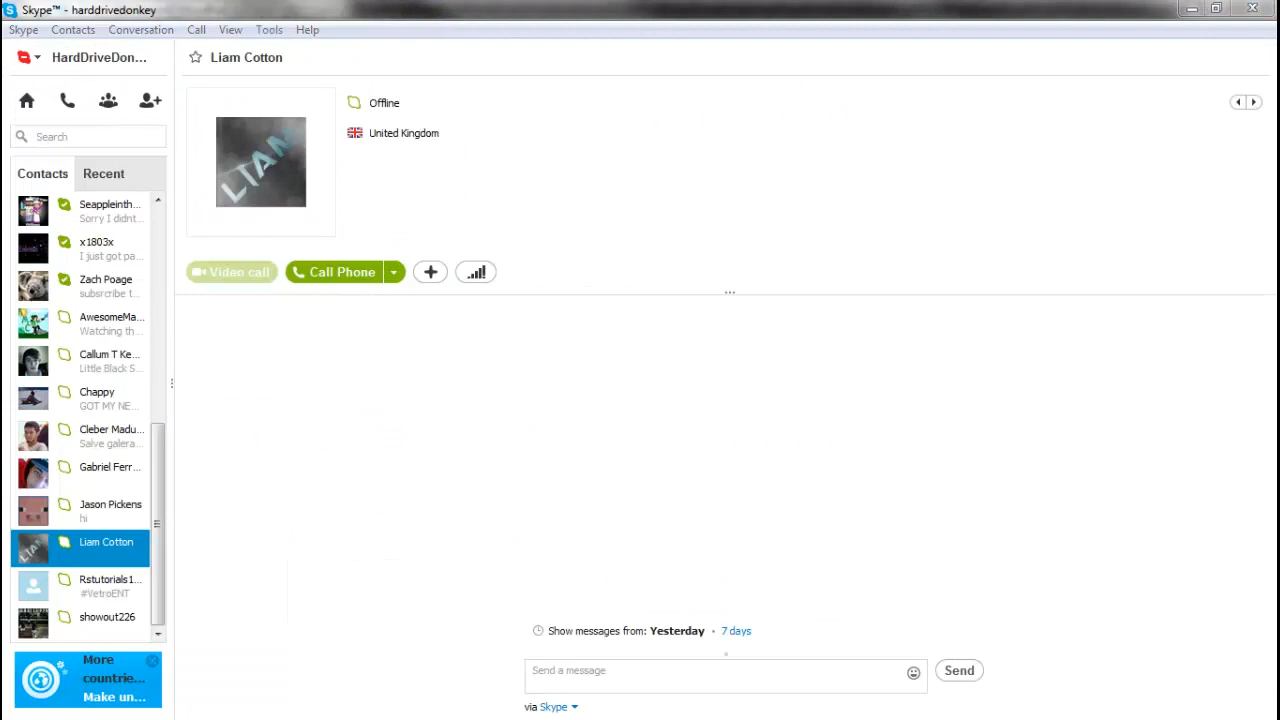 Skype™ - harddrivedonkey
Skype Contacts Conversation Call View Tools Help
HardDriveDon...
Search
Contacts Recent
Seappleinth...
Sorry I didnt...
x1803x
I just got pa...
Zach Poage
subsrcribe t...
AwesomeMa...
Watching th...
Callum T Ke...
Little Black S...
Chappy
GOT MY NE...
Cleber Madu...
Salve galera...
Gabriel Ferr...
Jason Pickens
hi
Liam Cotton
Rstutorials1...
#VetroENT
showout226
More
countrie...
Make un...
Liam Cotton
LIAM
Offline
United Kingdom
Video call Call Phone
Show messages from: Yesterday • 7 days
Send a message
Send
via Skype